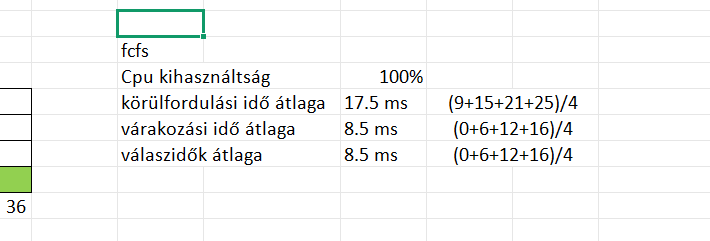 fcfs
Cpu kihasználtság 100%
körülfordulási idő átlaga 17.5 ms (9+15+21+25)/4
várakozási idő átlaga 8.5 ms (0+6+12+16)/4
válaszidők átlaga 8.5 ms (0+6+12+16)/4
36